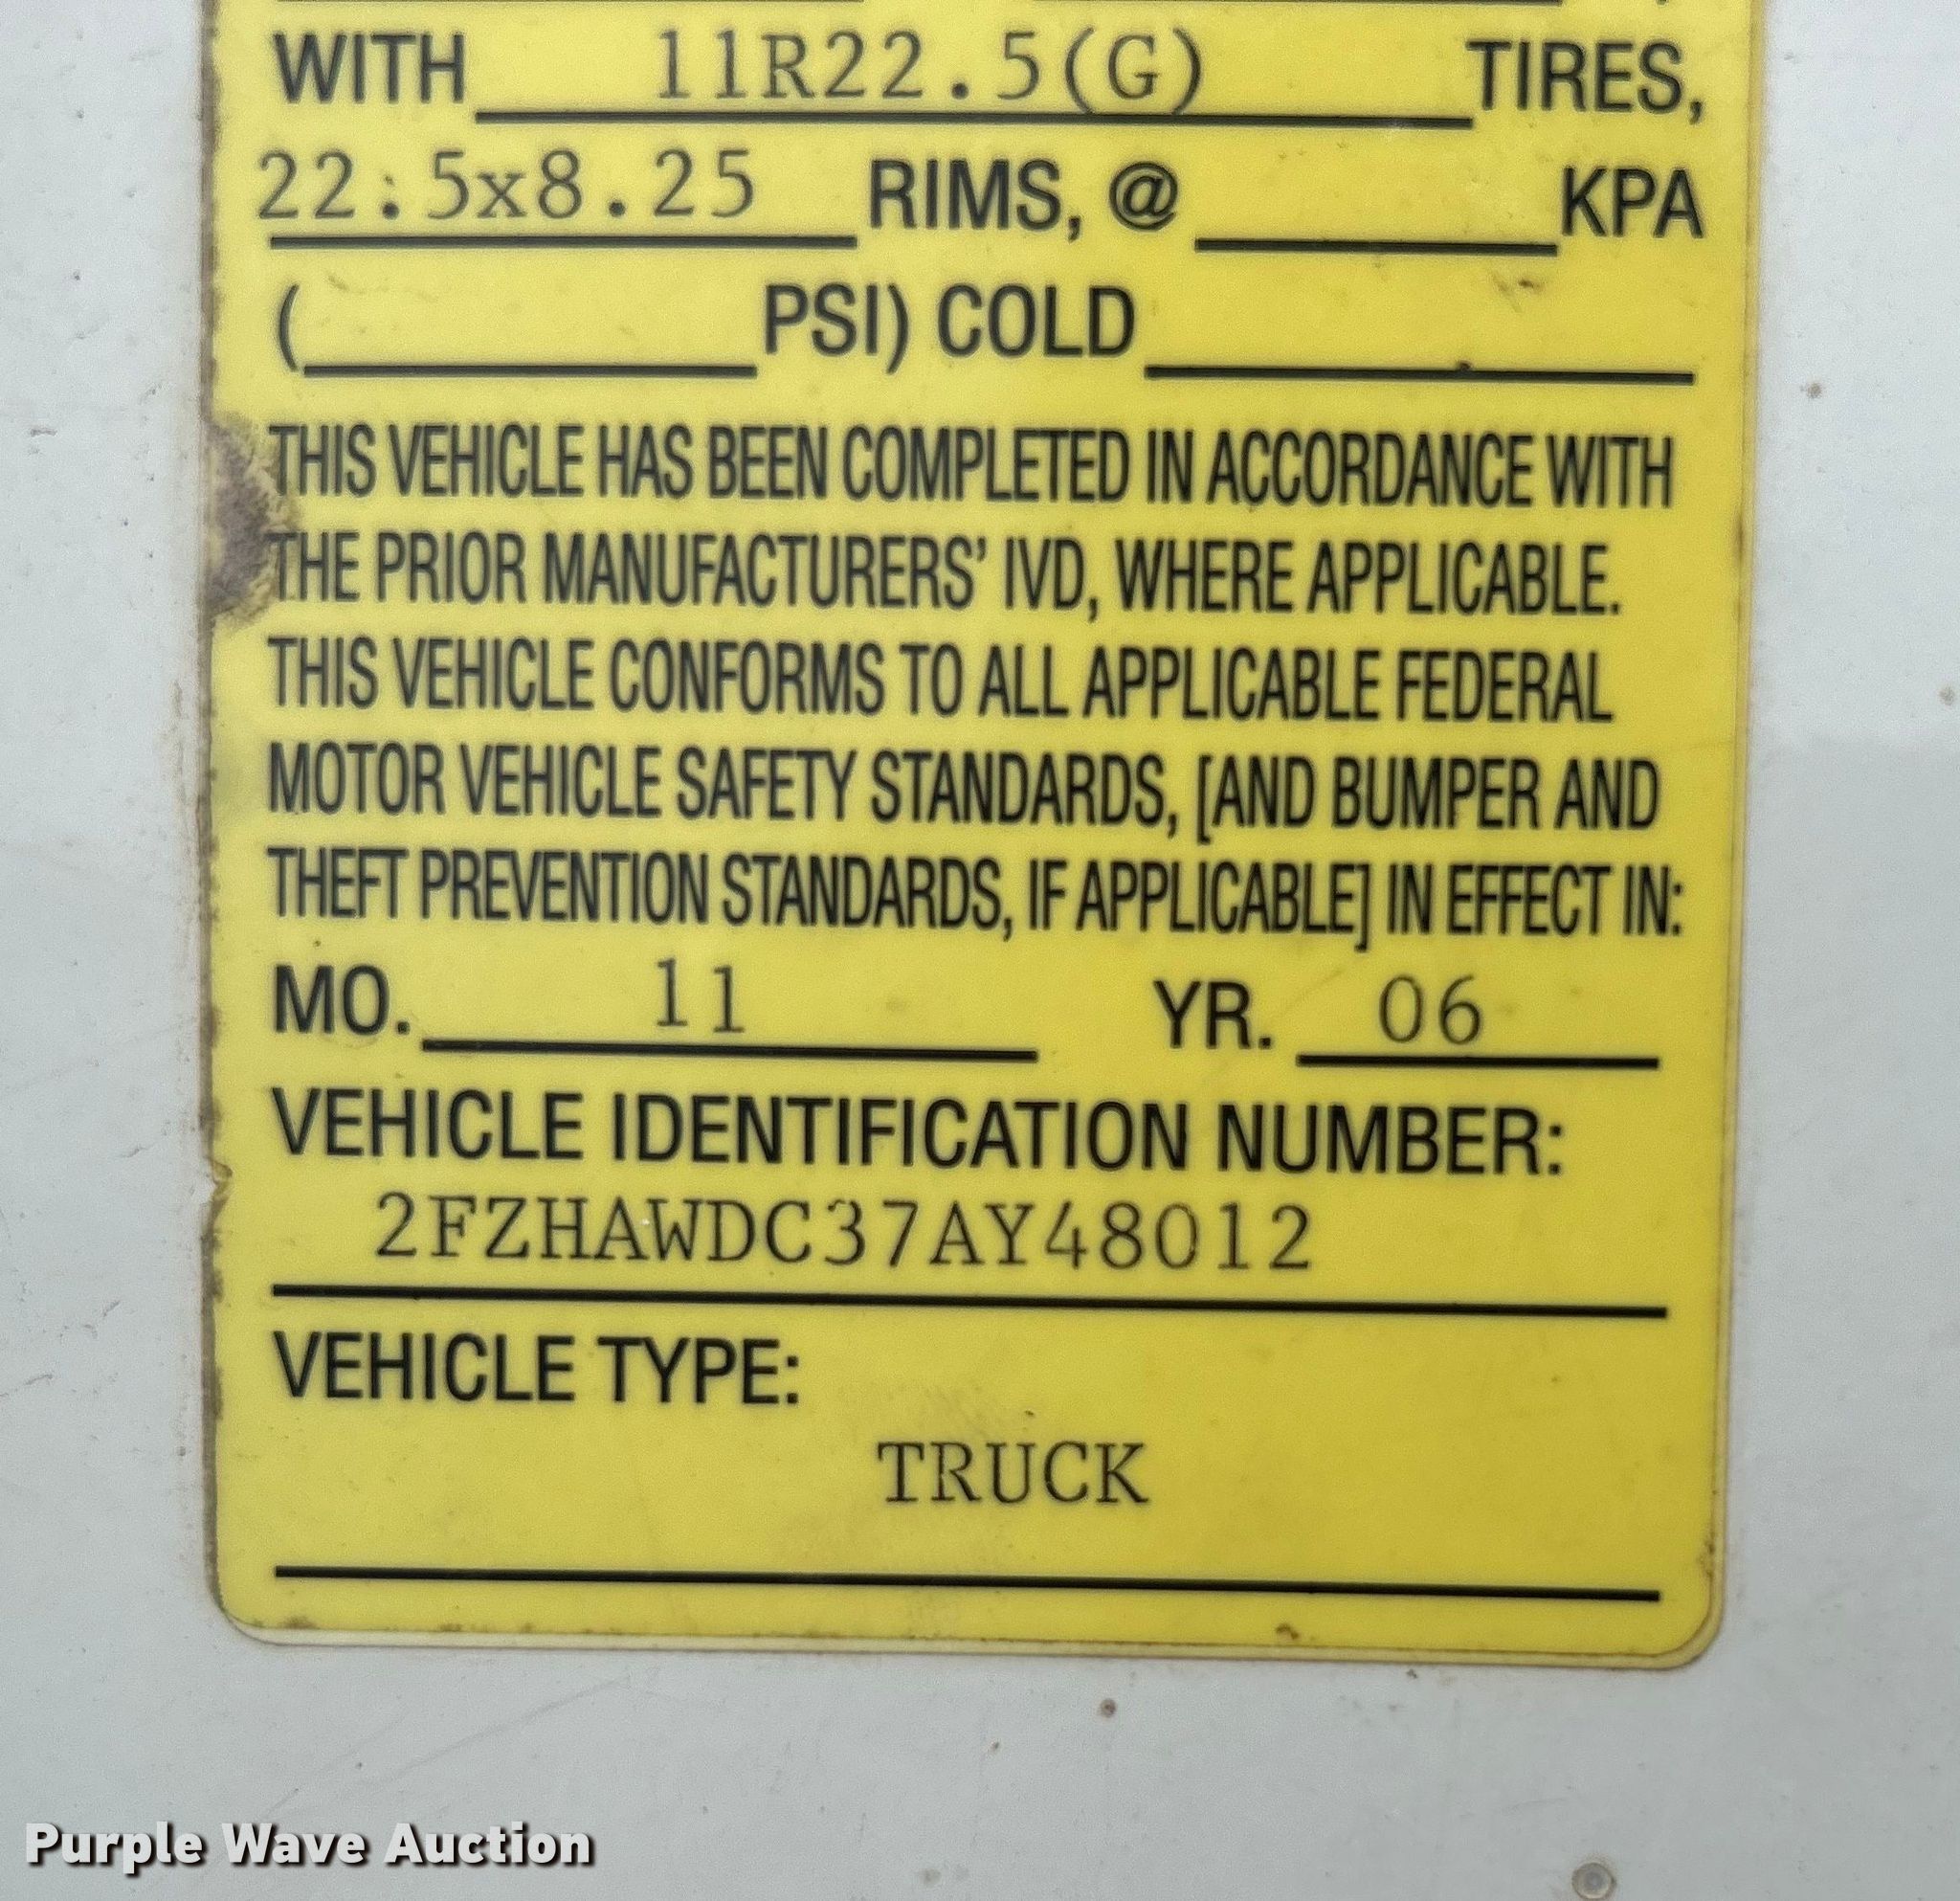 WITH 11R22.5(G) TIRES,
22.5x8.25 RIMS, @ KPA
( PSI) COLD
THIS VEHICLE HAS BEEN COMPLETED IN ACCORDANCE WITH
THE PRIOR MANUFACTURERS' IVD, WHERE APPLICABLE.
THIS VEHICLE CONFORMS TO ALL APPLICABLE FEDERAL
MOTOR VEHICLE SAFETY STANDARDS, [AND BUMPER AND
THEFT PREVENTION STANDARDS, IF APPLICABLE] IN EFFECT IN:
MO. 11 YR. 06
VEHICLE IDENTIFICATION NUMBER:
2FZHAWDC37AY48012
VEHICLE TYPE:
TRUCK
Purple Wave Auction